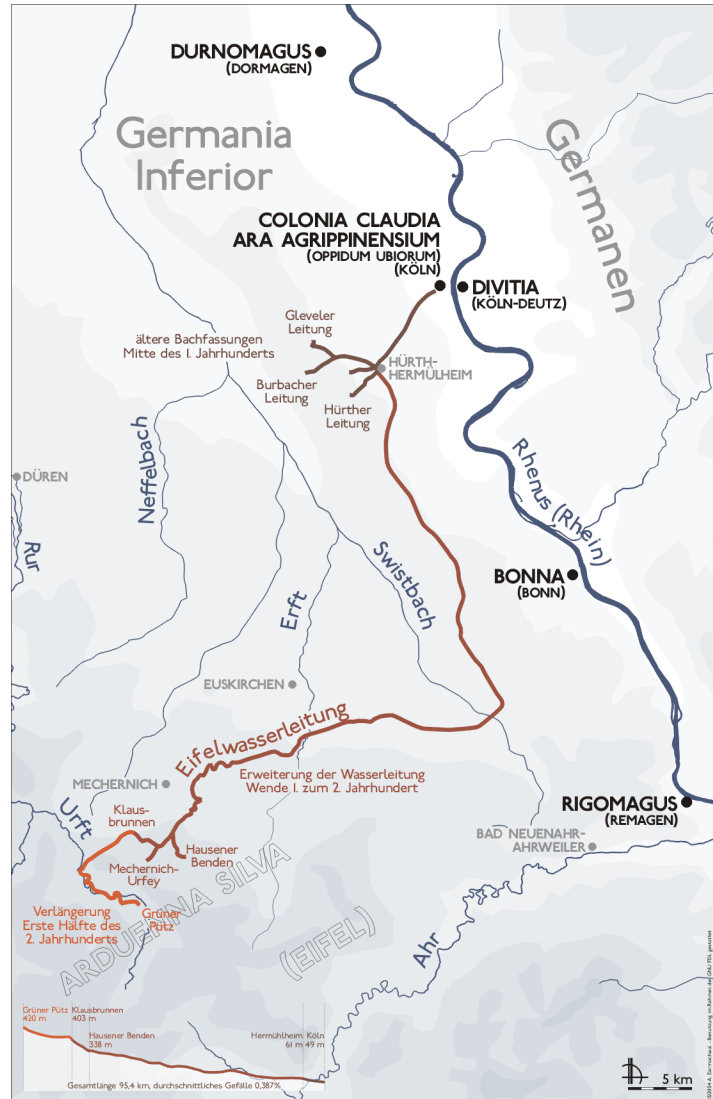 DURNOMAGUS
(DORMAGEN)
Germania
Inferior
Germanen
COLONIA CLAUDIA
ARA AGRIPPINENSIUM
(OPPIDUM UBIORUM)
(KÖLN)
DIVITIA
(KÖLN-DEUTZ)
Gleveler
Leitung
ältere Bachfassungen
Mitte des 1. Jahrhunderts
HÜRTH-
HERMÜLHEIM
Burbacher
Leitung
Hürther
Leitung
Neffelbach
DÜREN
Rur
Rhenus (Rhein)
Swistbach
Erft
BONNA
(BONN)
EUSKIRCHEN
Eifelwasserleitung
Erweiterung der Wasserleitung
Wende 1. zum 2. Jahrhundert
MECHERNICH
RIGOMAGUS
(REMAGEN)
Urft
Klaus-
brunnen
Hausener
Benden
Mechernich-
Urfey
BAD NEUENAHR-
AHRWEILER
Verlängerung
Erste Hälfte des
2. Jahrhunderts
Grüner
Pütz
ARDUENNA SILVA
(EIFEL)
Ahr
Grüner Pütz
420 m
Klausbrunnen
403 m
Hausener Benden
338 m
Hermühlheim
61 m
Köln
49 m
Gesamtlänge 95,4 km, durchschnittliches Gefälle 0,387%
5 km